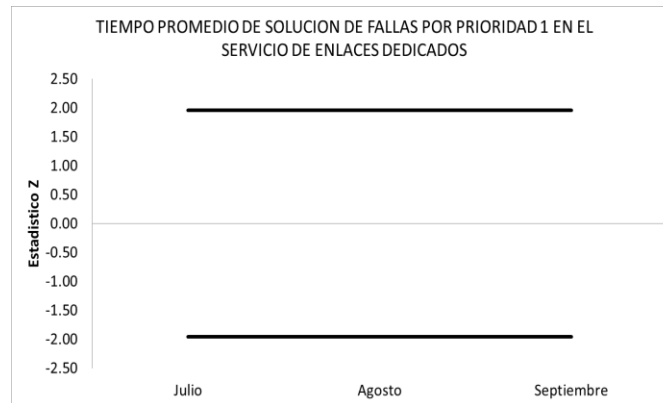 TIEMPO PROMEDIO DE SOLUCION DE FALLAS POR PRIORIDAD 1 EN EL
SERVICIO DE ENLACES DEDICADOS
Estadistico Z
2.50
2.00
1.50
1.00
0.50
0.00
-0.50
-1.00
-1.50
-2.00
-2.50
Julio
Agosto
Septiembre